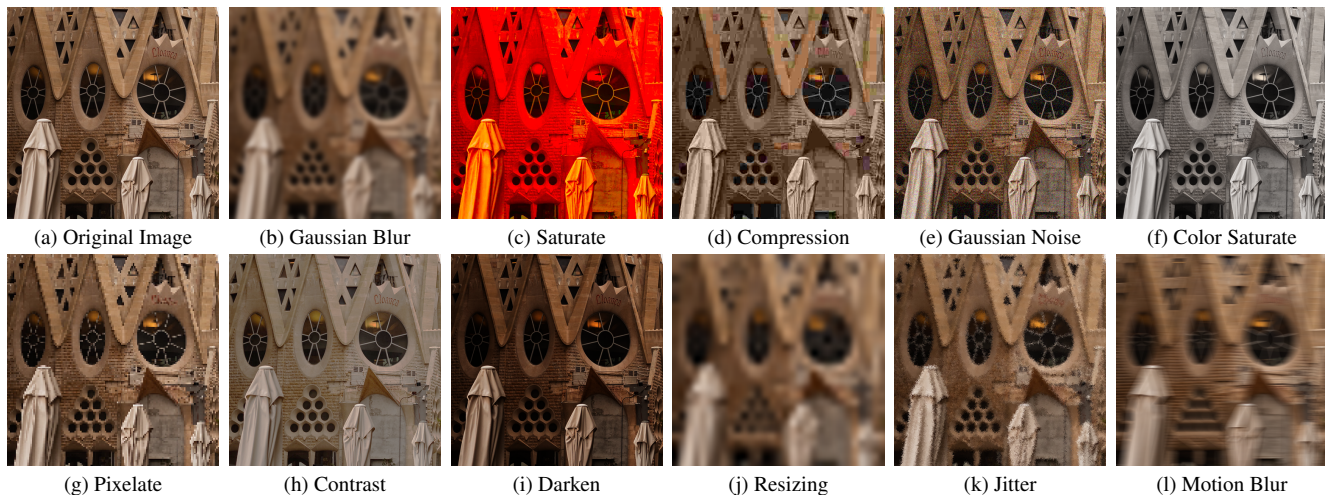 (a) Original Image
(b) Gaussian Blur
(c) Saturate
(d) Compression
(e) Gaussian Noise
(f) Color Saturate
(g) Pixelate
(h) Contrast
(i) Darken
(j) Resizing
(k) Jitter
(l) Motion Blur